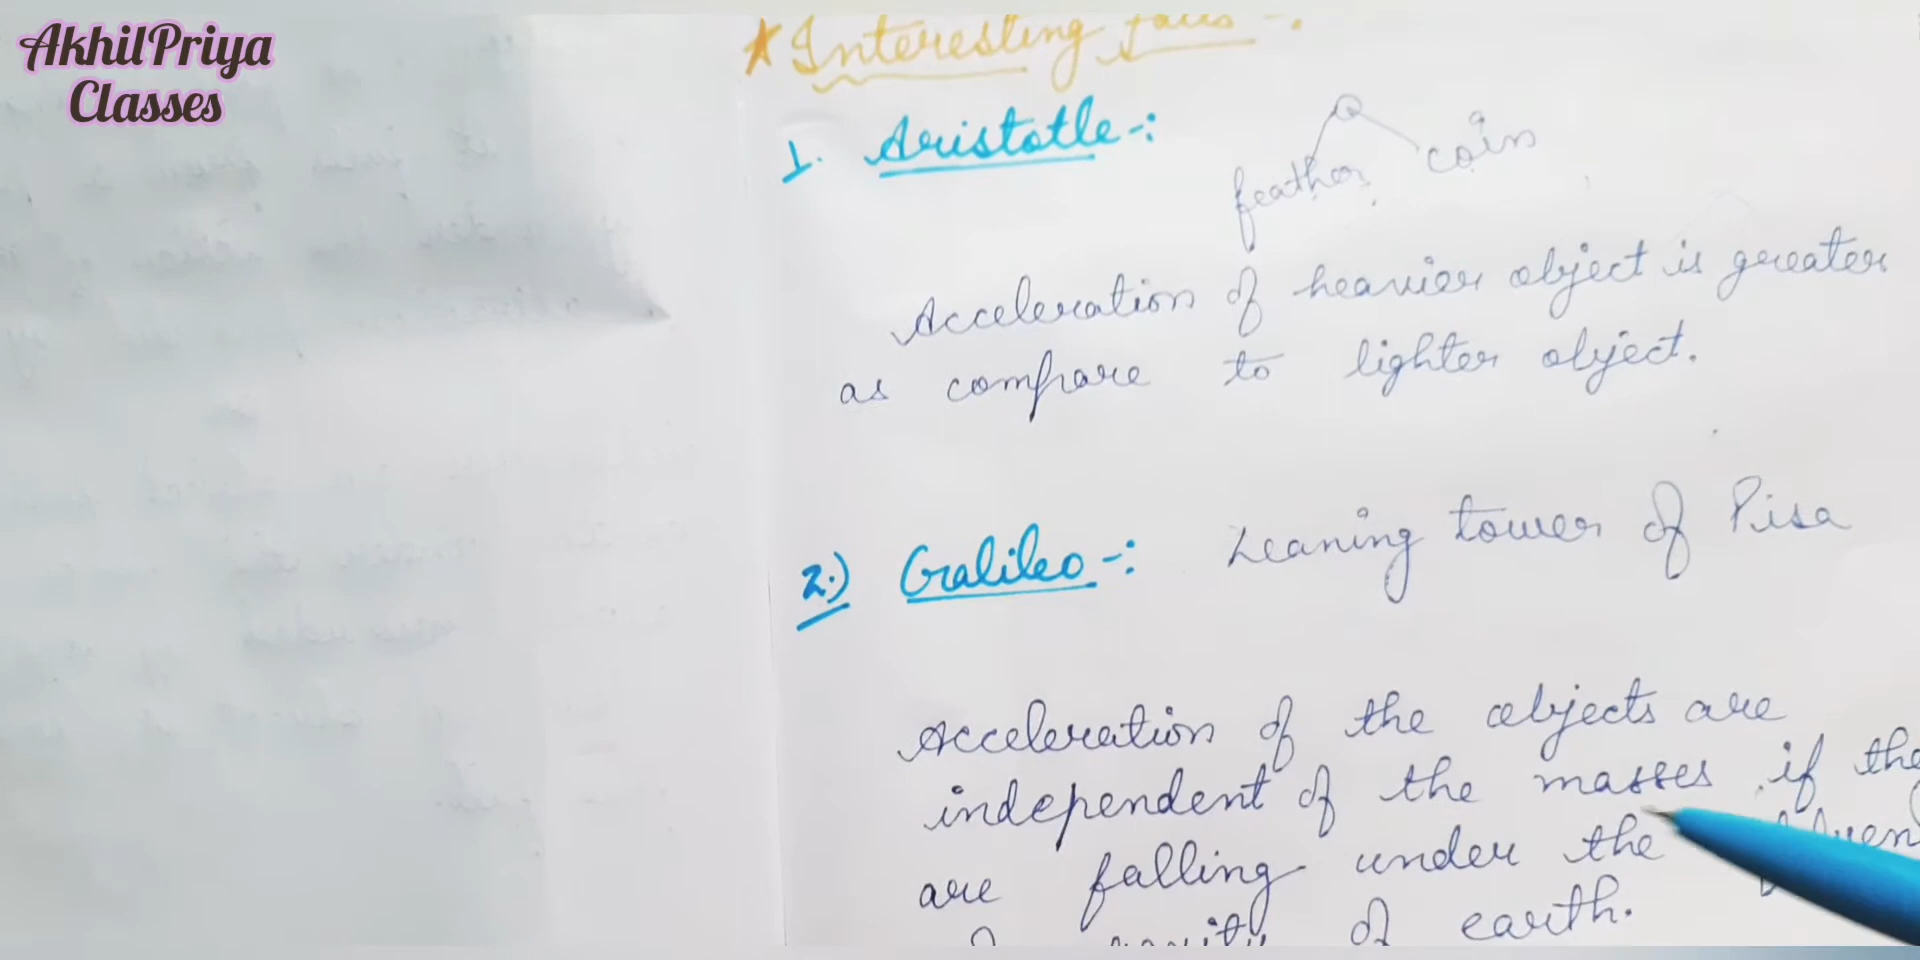 AkhilPriya
Classes
* Interesting facts -:
1. Aristotle -:
feather coin
Acceleration of heavier object is greater
as compare to lighter object.
2.) Galileo -: Leaning tower of Pisa
Acceleration of the objects are
independent of the masses if the
are falling under the
of earth.